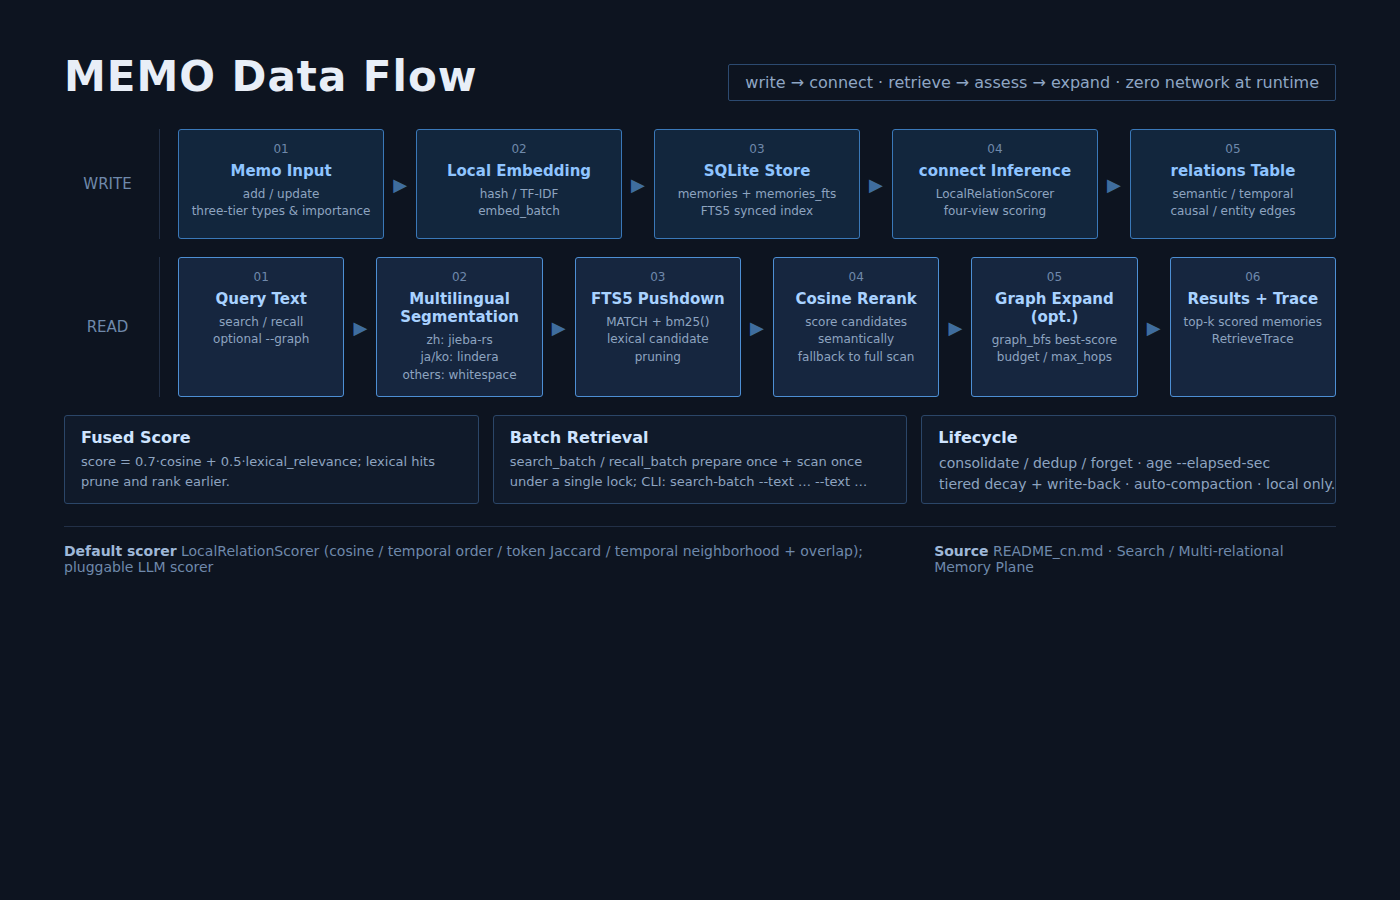 MEMO Data Flow
write → connect · retrieve → assess → expand · zero network at runtime
WRITE
01
Memo Input
add / update
three-tier types & importance
▶
02
Local Embedding
hash / TF-IDF
embed_batch
▶
03
SQLite Store
memories + memories_fts
FTS5 synced index
▶
04
connect Inference
LocalRelationScorer
four-view scoring
▶
05
relations Table
semantic / temporal
causal / entity edges
READ
01
Query Text
search / recall
optional --graph
▶
02
Multilingual
Segmentation
zh: jieba-rs
ja/ko: lindera
others: whitespace
▶
03
FTS5 Pushdown
MATCH + bm25()
lexical candidate
pruning
▶
04
Cosine Rerank
score candidates
semantically
fallback to full scan
▶
05
Graph Expand
(opt.)
graph_bfs best-score
budget / max_hops
▶
06
Results + Trace
top-k scored memories
RetrieveTrace
Fused Score
score = 0.7·cosine + 0.5·lexical_relevance; lexical hits
prune and rank earlier.
Batch Retrieval
search_batch / recall_batch prepare once + scan once
under a single lock; CLI: search-batch --text … --text …
Lifecycle
consolidate / dedup / forget · age --elapsed-sec
tiered decay + write-back · auto-compaction · local only.
Default scorer LocalRelationScorer (cosine / temporal order / token Jaccard / temporal neighborhood + overlap);
pluggable LLM scorer
Source README_cn.md · Search / Multi-relational
Memory Plane